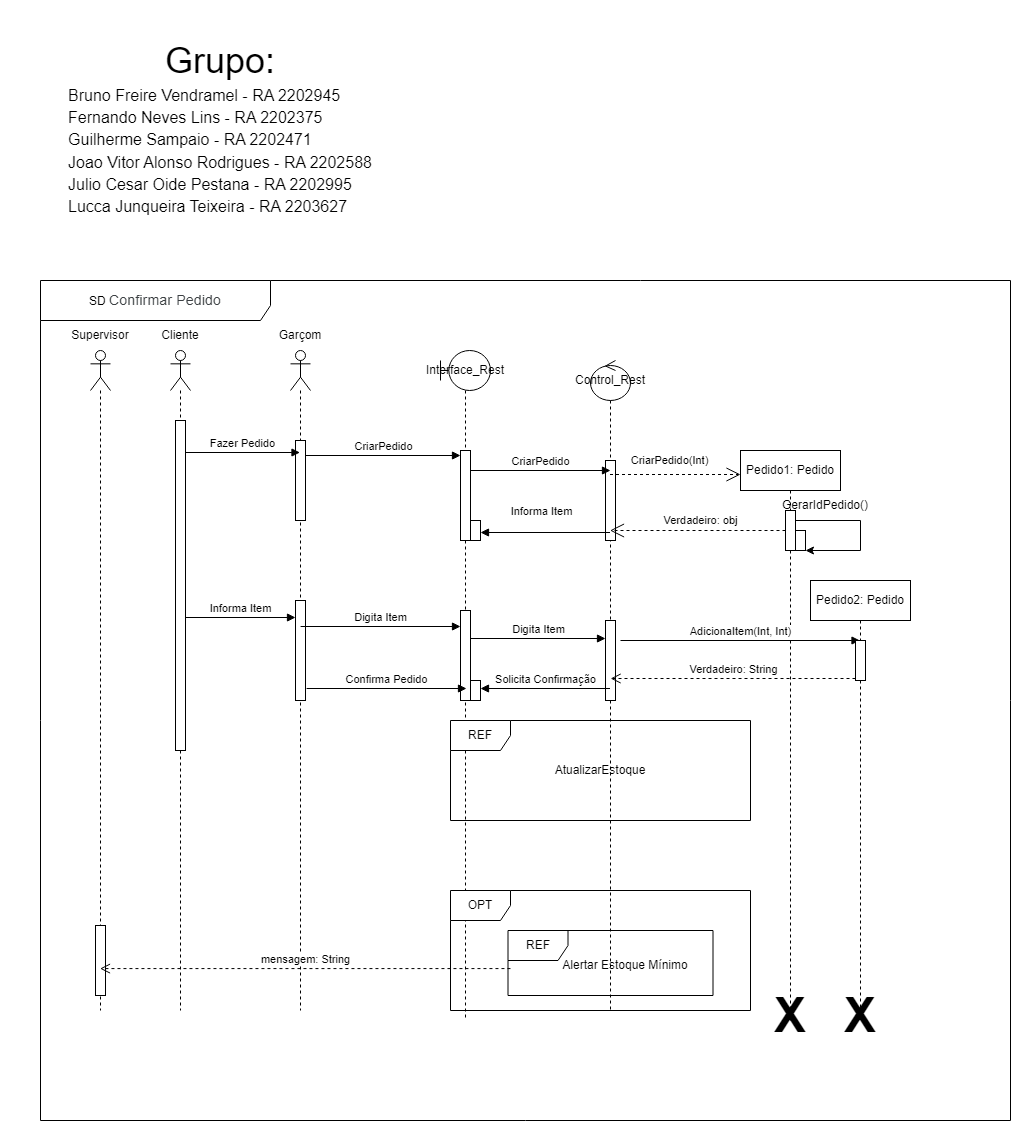 Grupo:
Bruno Freire Vendramel - RA 2202945
Fernando Neves Lins - RA 2202375
Guilherme Sampaio - RA 2202471
Joao Vitor Alonso Rodrigues - RA 2202588
Julio Cesar Oide Pestana - RA 2202995
Lucca Junqueira Teixeira - RA 2203627
SD Confirmar Pedido
Supervisor
Cliente
Garçom
Interface_Rest
Control_Rest
Fazer Pedido
CriarPedido
CriarPedido
CriarPedido(Int)
Pedido1: Pedido
GerarIdPedido()
Informa Item
Verdadeiro: obj
Pedido2: Pedido
Informa Item
Digita Item
Digita Item
AdicionaItem(Int, Int)
Verdadeiro: String
Confirma Pedido
Solicita Confirmação
REF
AtualizarEstoque
OPT
REF
Alertar Estoque Mínimo
mensagem: String
X
X